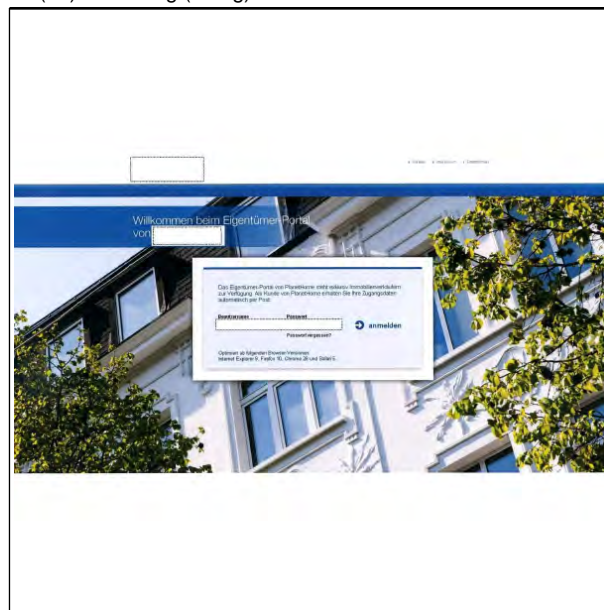 Willkommen beim Eigentümer-Portal
von
Das Eigentümer-Portal von Planethome steht exklusiv Immobilienverkäufern
zur Verfügung. Als Kunde von Planethome erhalten Sie Ihre Zugangsdaten
automatisch per Post.
Benutzername Passwort
anmelden
Passwort vergessen?
Optimiert ab folgenden Browser-Versionen:
Internet Explorer 9, Firefox 10, Chrome 28 und Safari 5.